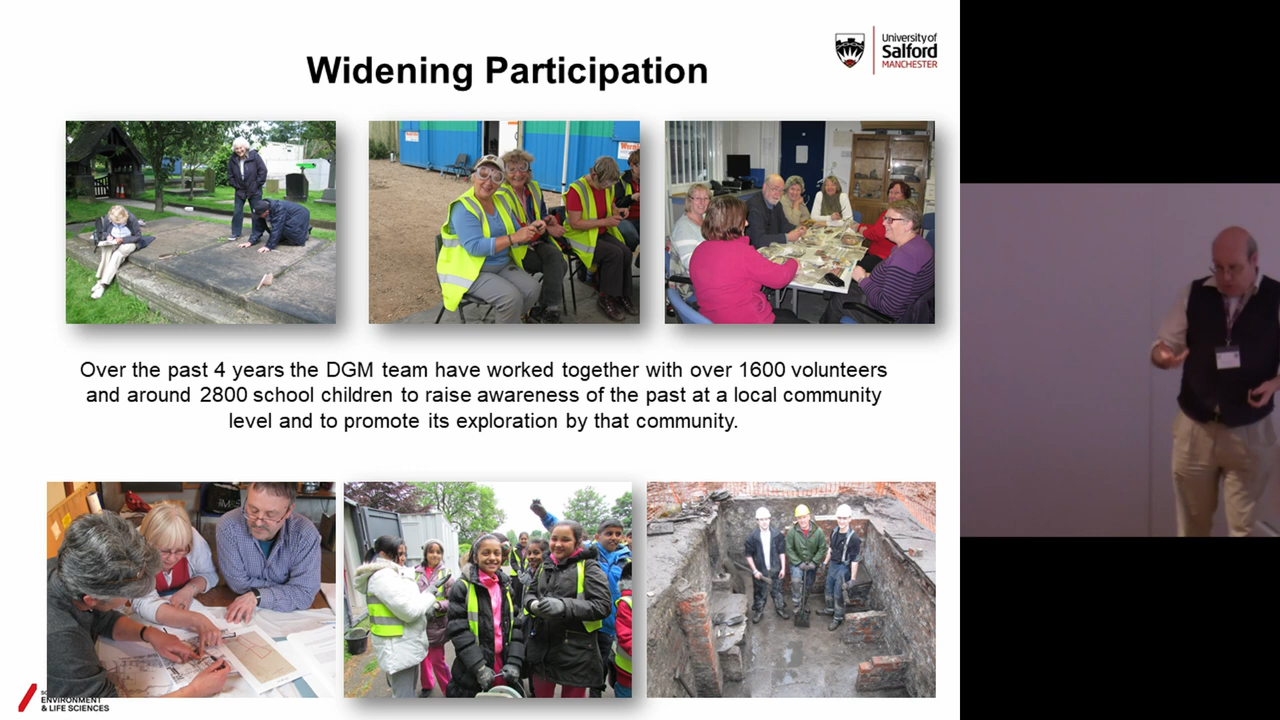 Widening Participation
University of
Salford
MANCHESTER
Over the past 4 years the DGM team have worked together with over 1600 volunteers
and around 2800 school children to raise awareness of the past at a local community
level and to promote its exploration by that community.
ENVIRONMENT
& LIFE SCIENCES